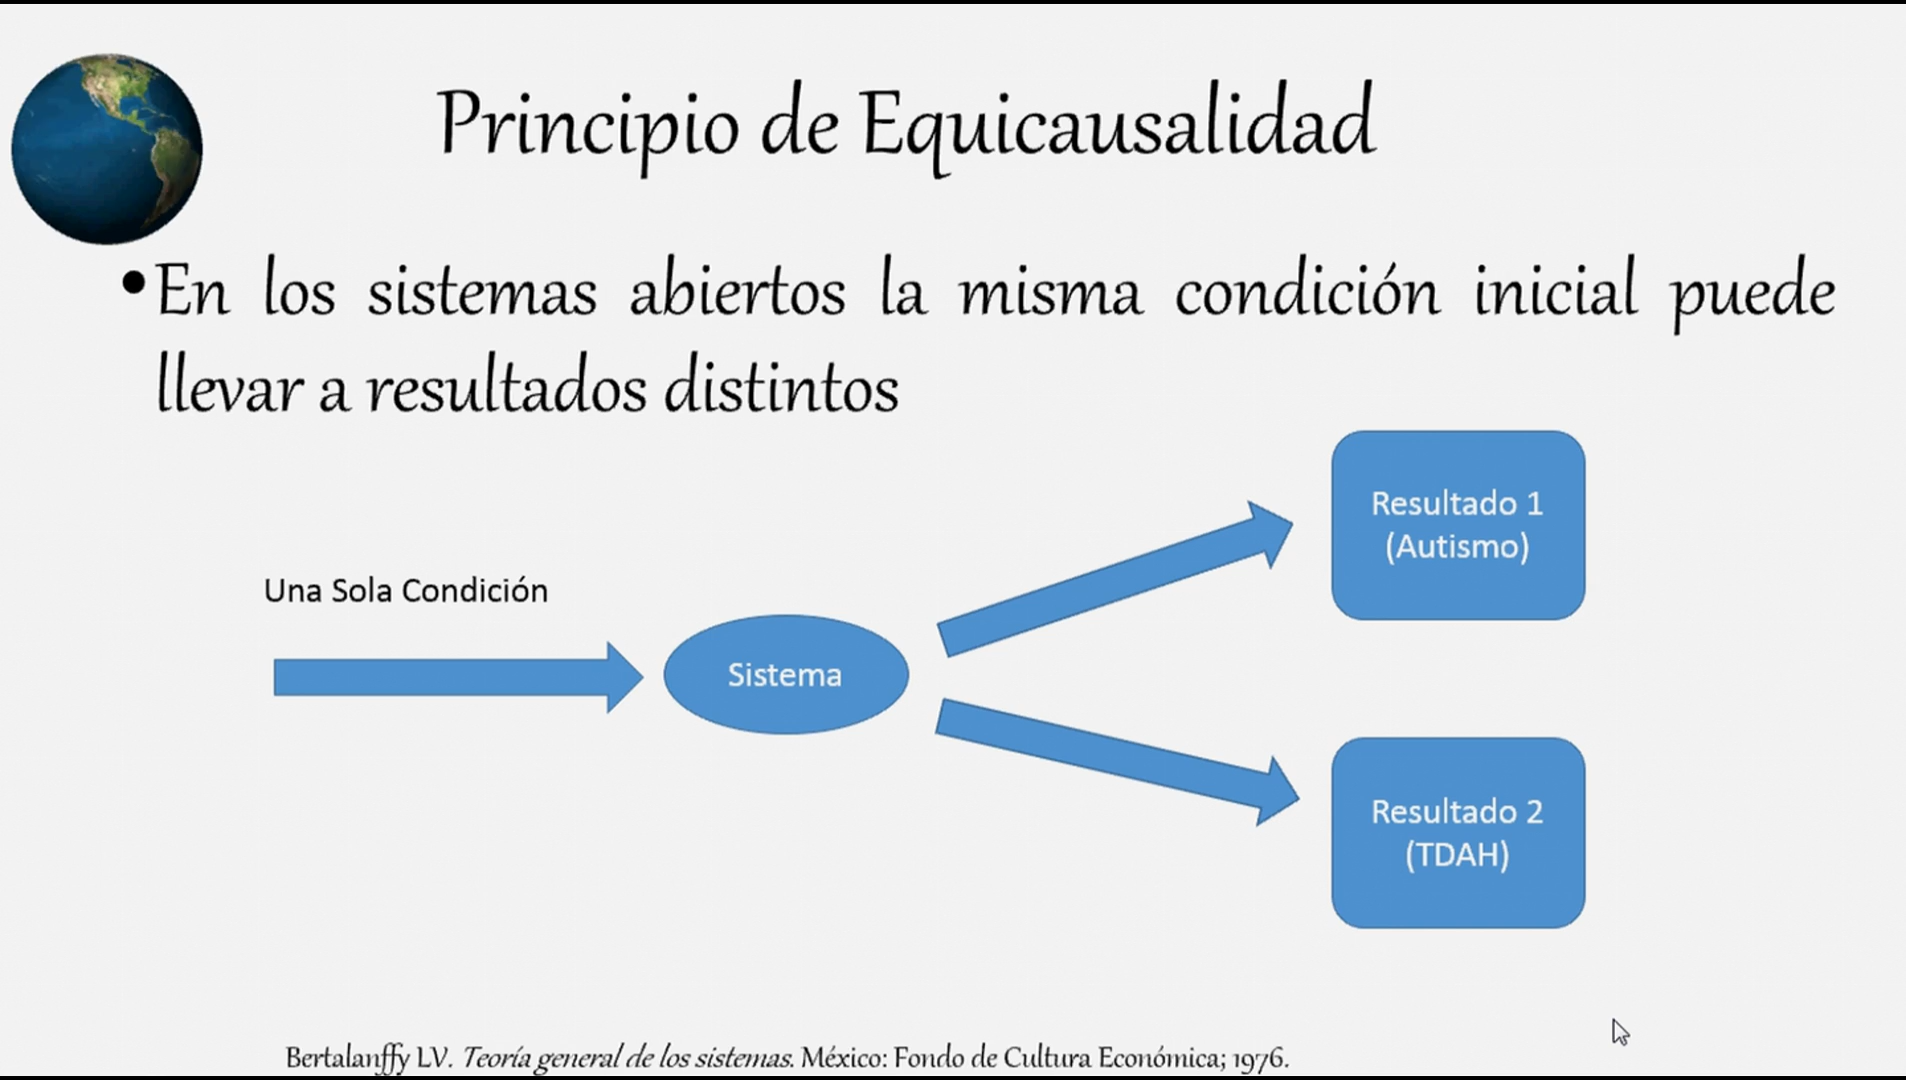 Principio de Equicausalidad
•En los sistemas abiertos la misma condición inicial puede
llevar a resultados distintos
Una Sola Condición
Sistema
Resultado 1
(Autismo)
Resultado 2
(TDAH)
Bertalanffy LV. Teoría general de los sistemas. México: Fondo de Cultura Económica; 1976.